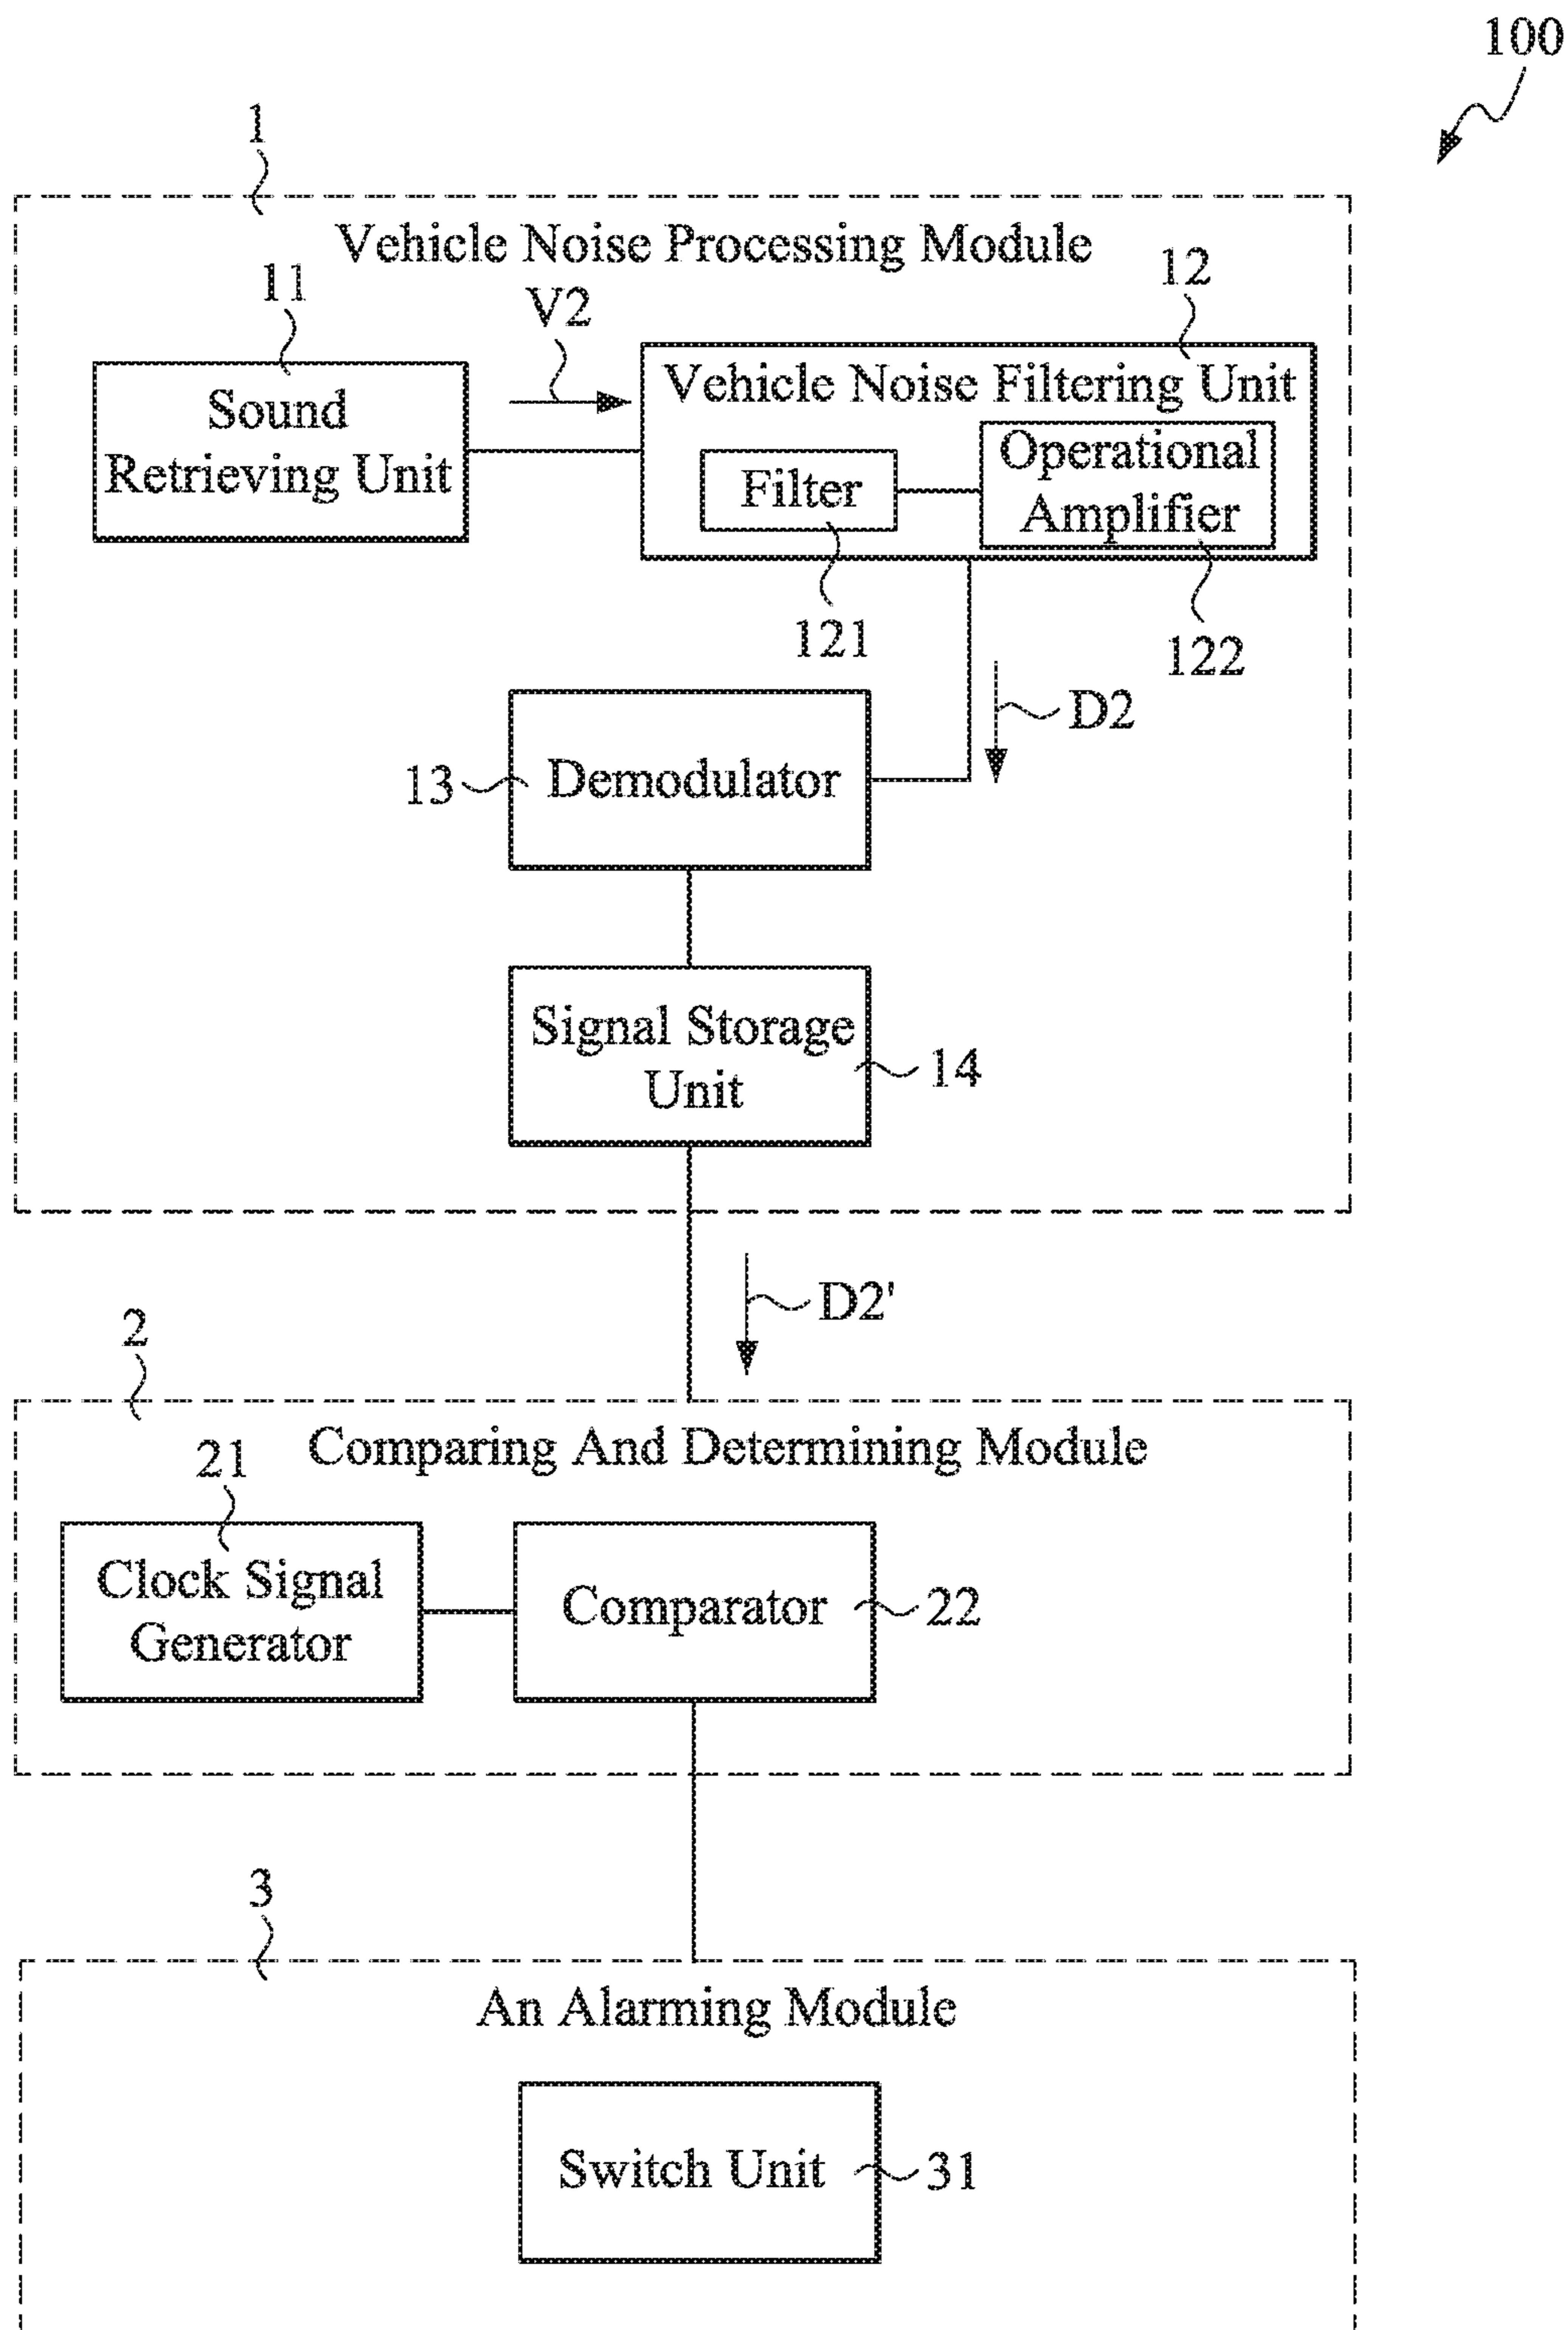 100
1
Vehicle Noise Processing Module
11
V2
12
Sound
Retrieving Unit
Vehicle Noise Filtering Unit
Filter
Operational
Amplifier
121
122
D2
13
Demodulator
Signal Storage
Unit
14
D2'
2
Comparing And Determining Module
21
Clock Signal
Generator
Comparator
22
3
An Alarming Module
Switch Unit
31